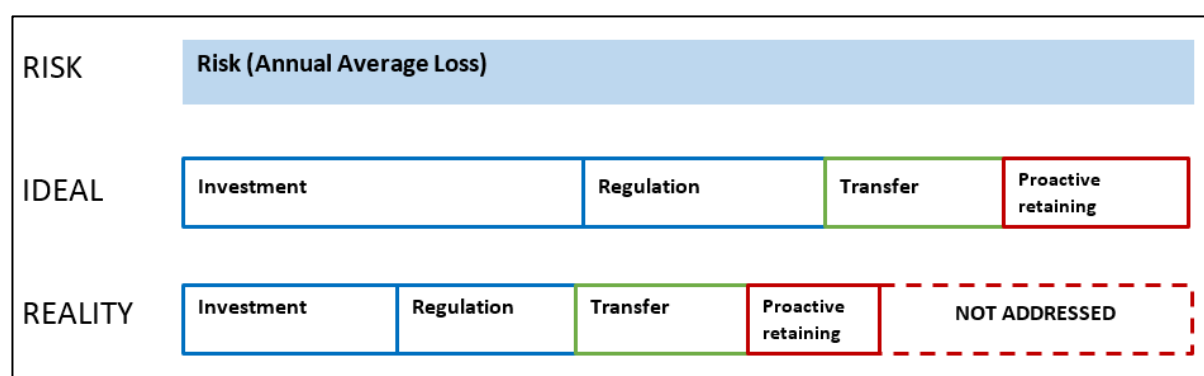 RISK
Risk (Annual Average Loss)
IDEAL
Investment
Regulation
Transfer
Proactive
retaining
REALITY
Investment
Regulation
Transfer
Proactive
retaining
NOT ADDRESSED